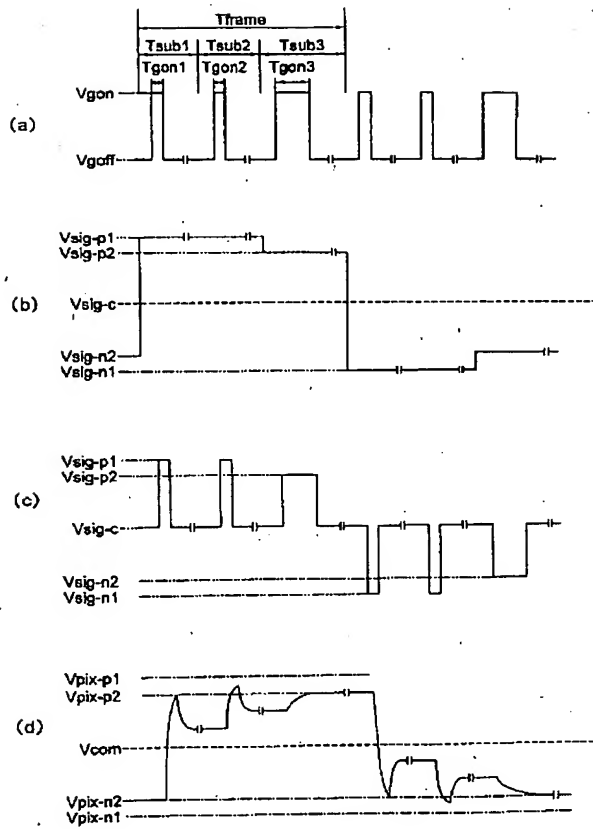 Tframe
Tsub1 Tsub2 Tsub3
Tgon1 Tgon2 Tgon3
Vgon
(a)
Vgoff
Vsig-p1
Vsig-p2
(b)
Vsig-c
Vsig-n2
Vsig-n1
Vsig-p1
Vsig-p2
(c)
Vsig-c
Vsig-n2
Vsig-n1
Vpix-p1
Vpix-p2
(d)
Vcom
Vpix-n2
Vpix-n1